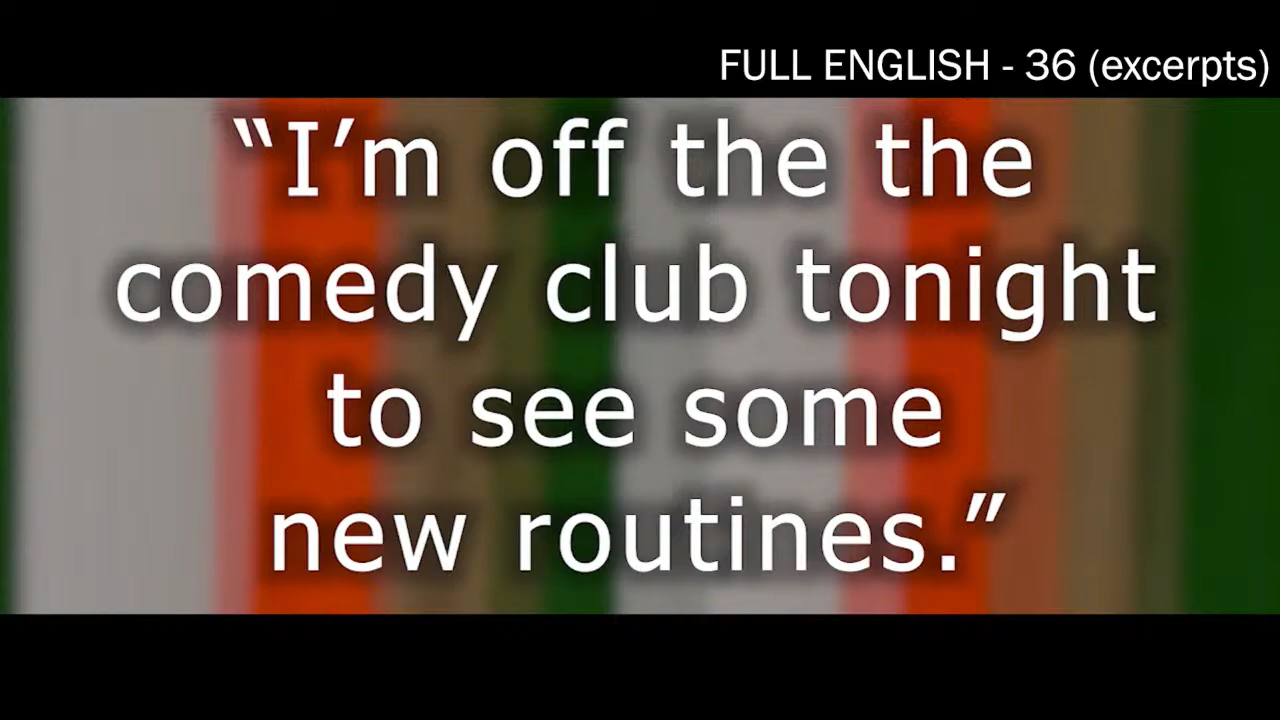 FULL ENGLISH - 36 (excerpts)
“I’m off the the
comedy club tonight
to see some
new routines.”